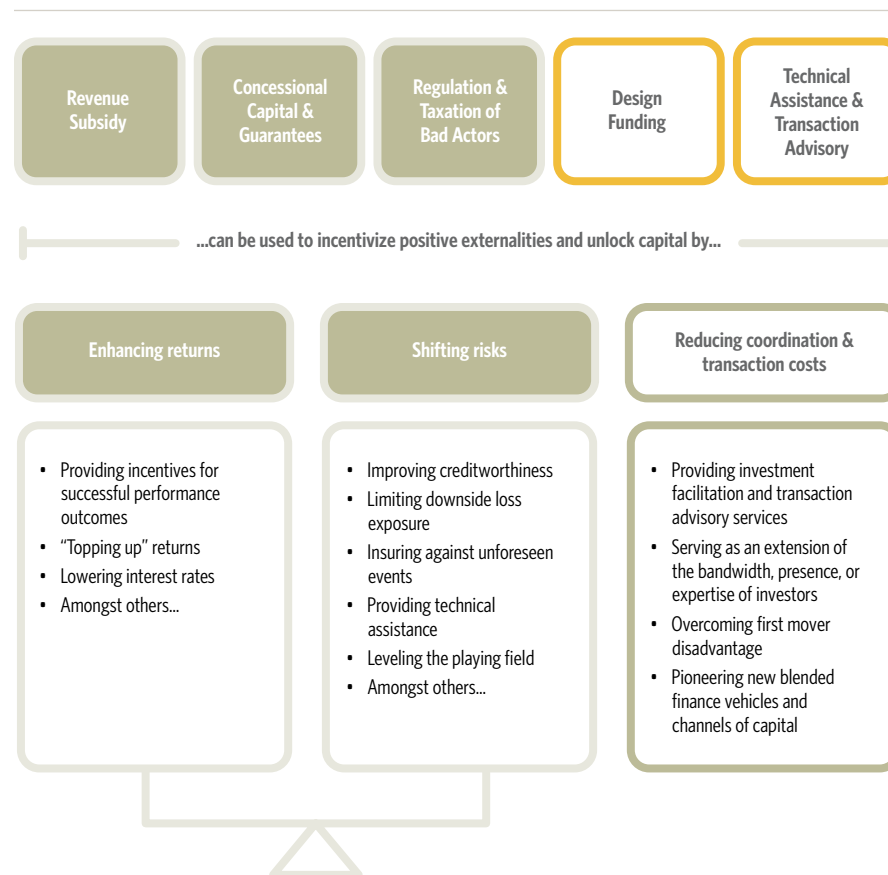 Revenue
Subsidy
Concessional
Capital &
Guarantees
Regulation &
Taxation of
Bad Actors
Design
Funding
Technical
Assistance &
Transaction
Advisory
...can be used to incentivize positive externalities and unlock capital by...
Enhancing returns
• Providing incentives for
successful performance
outcomes
• “Topping up” returns
• Lowering interest rates
• Amongst others...
Shifting risks
• Improving creditworthiness
• Limiting downside loss
exposure
• Insuring against unforeseen
events
• Providing technical
assistance
• Leveling the playing field
• Amongst others...
Reducing coordination &
transaction costs
• Providing investment
facilitation and transaction
advisory services
• Serving as an extension of
the bandwidth, presence, or
expertise of investors
• Overcoming first mover
disadvantage
• Pioneering new blended
finance vehicles and
channels of capital